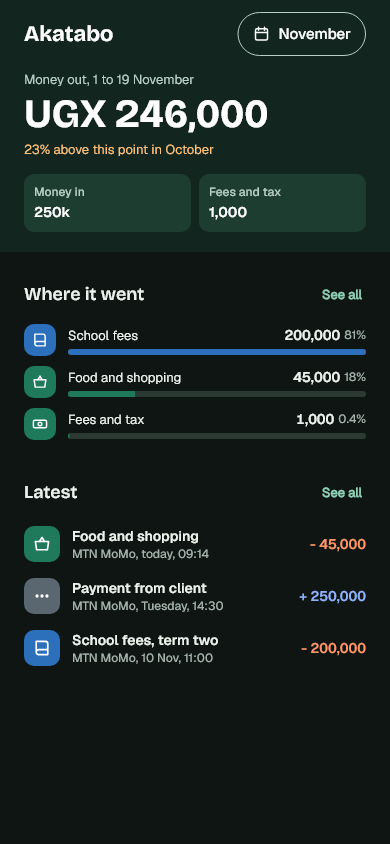 Akatabo
November
Money out, 1 to 19 November
UGX 246,000
23% above this point in October
Money in
250k
Fees and tax
1,000
Where it went
See all
School fees
200,000 81%
Food and shopping
45,000 18%
Fees and tax
1,000 0.4%
Latest
See all
Food and shopping
MTN MoMo, today, 09:14
- 45,000
Payment from client
MTN MoMo, Tuesday, 14:30
+ 250,000
School fees, term two
MTN MoMo, 10 Nov, 11:00
- 200,000